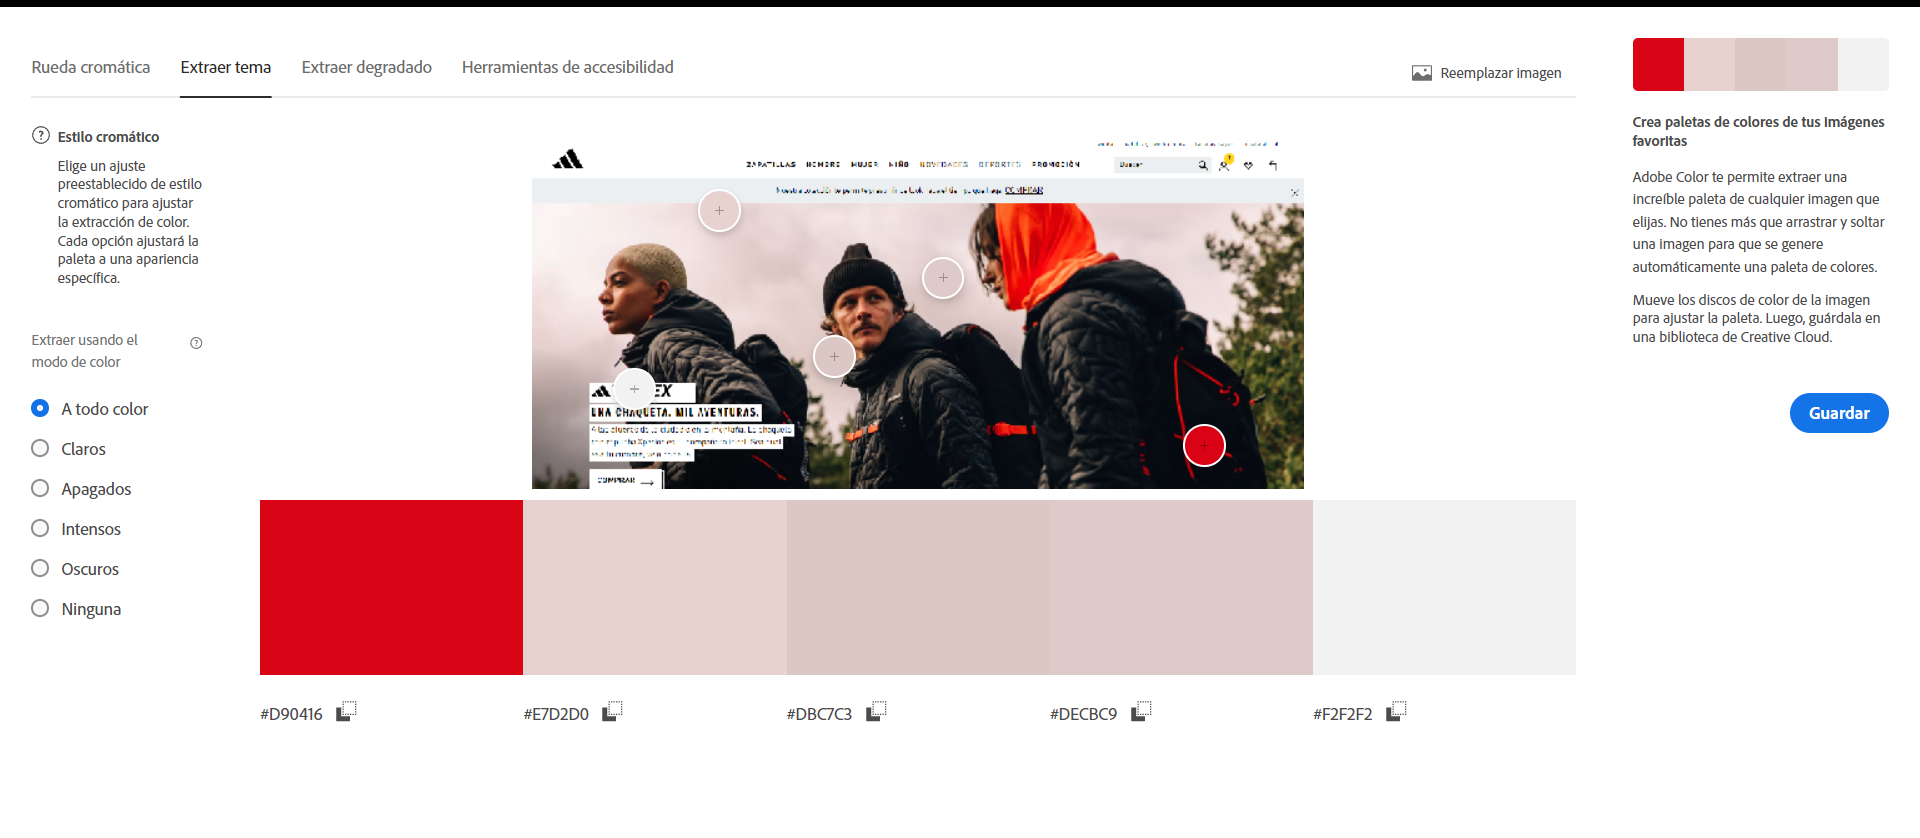 Rueda cromática
Extraer tema
Extraer degradado
Herramientas de accesibilidad
Reemplazar imagen
Estilo cromático
Elige un ajuste
preestablecido de estilo
cromático para ajustar
la extracción de color.
Cada opción ajustará la
paleta a una apariencia
específica.
Extraer usando el
modo de color
A todo color
Claros
Apagados
Intensos
Oscuros
Ninguna
ZAPATILLAS HOMBRE MUJER NIÑO NOVEDADES DEPORTES PROMOCIÓN
Buscar
COMPRAR
EX
UNA CHAQUETA. MIL AVENTURAS.
COMPRAR
#D90416
#E7D2D0
#DBC7C3
#DECBC9
#F2F2F2
Crea paletas de colores de tus imágenes
favoritas
Adobe Color te permite extraer una
increíble paleta de cualquier imagen que
elijas. No tienes más que arrastrar y soltar
una imagen para que se genere
automáticamente una paleta de colores.
Mueve los discos de color de la imagen
para ajustar la paleta. Luego, guárdala en
una biblioteca de Creative Cloud.
Guardar